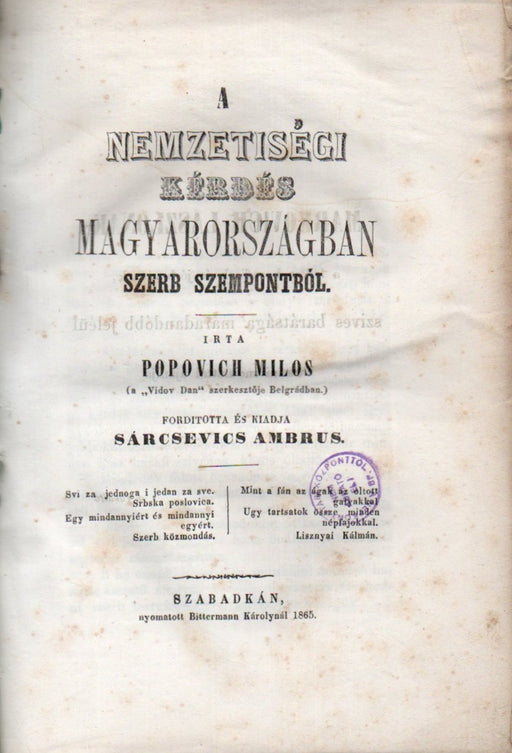 A
NEMZETISÉGI
KÉRDÉS
MAGYARORSZÁGBAN
SZERB SZEMPONTBÓL.
IRTA
POPOVICH MILOS
(a „Vidov Dan" szerkesztője Belgrádban.)
FORDITOTTA ÉS KIADJA
SÁRCSEVICS AMBRUS.
Svi za jednoga i jedan za sve.
Srbska poslovica.
Egy mindannyiért és mindannyi
egyért.
Szerb közmondás.
Mint a fán az ágak az oltott
galyakkal
Ugy tartsatok össze minden
népfajokkal.
Lisznyai Kálmán.
SZABADKÁN,
nyomatott Bittermann Károlynál 1865.